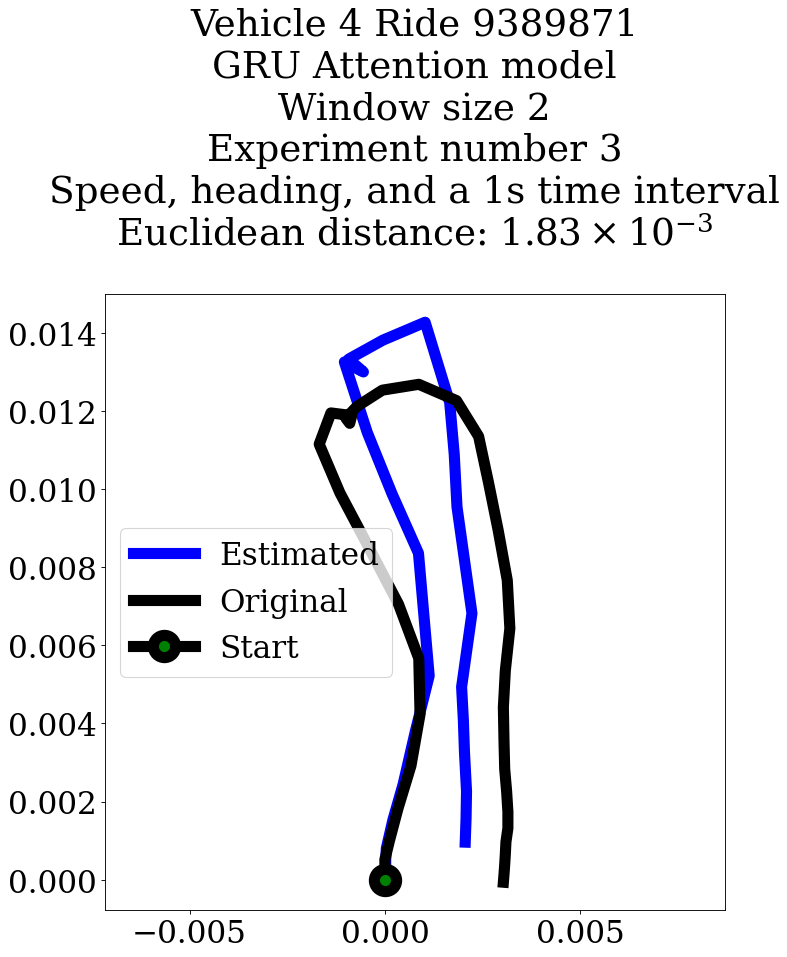 Vehicle 4 Ride 9389871
GRU Attention model
Window size 2
Experiment number 3
Speed, heading, and a 1s time interval
Euclidean distance: 1.83 × 10⁻³
0.014
0.012
0.010
0.008
0.006
0.004
0.002
0.000
Estimated
Original
Start
−0.005
0.000
0.005